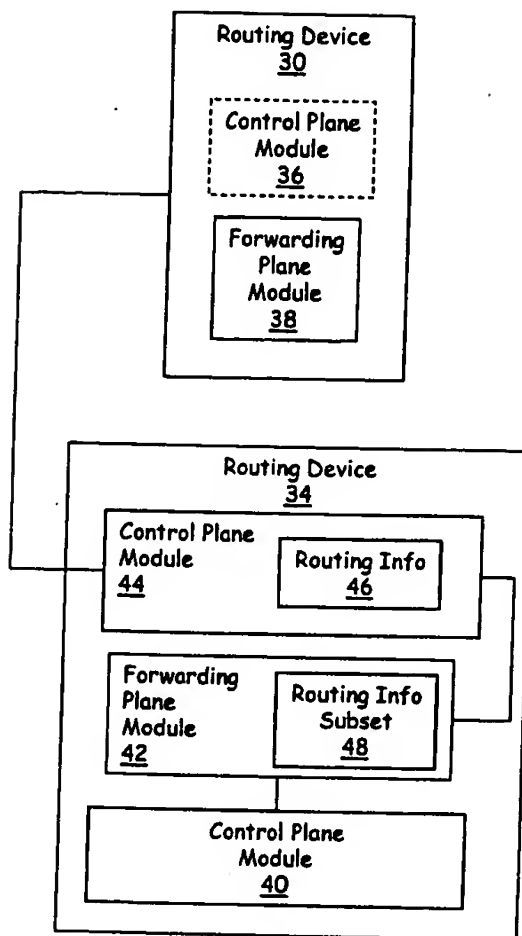 Routing Device
30
Control Plane
Module
36
Forwarding
Plane
Module
38
Routing Device
34
Control Plane
Module
44
Routing Info
46
Forwarding
Plane
Module
42
Routing Info
Subset
48
Control Plane
Module
40